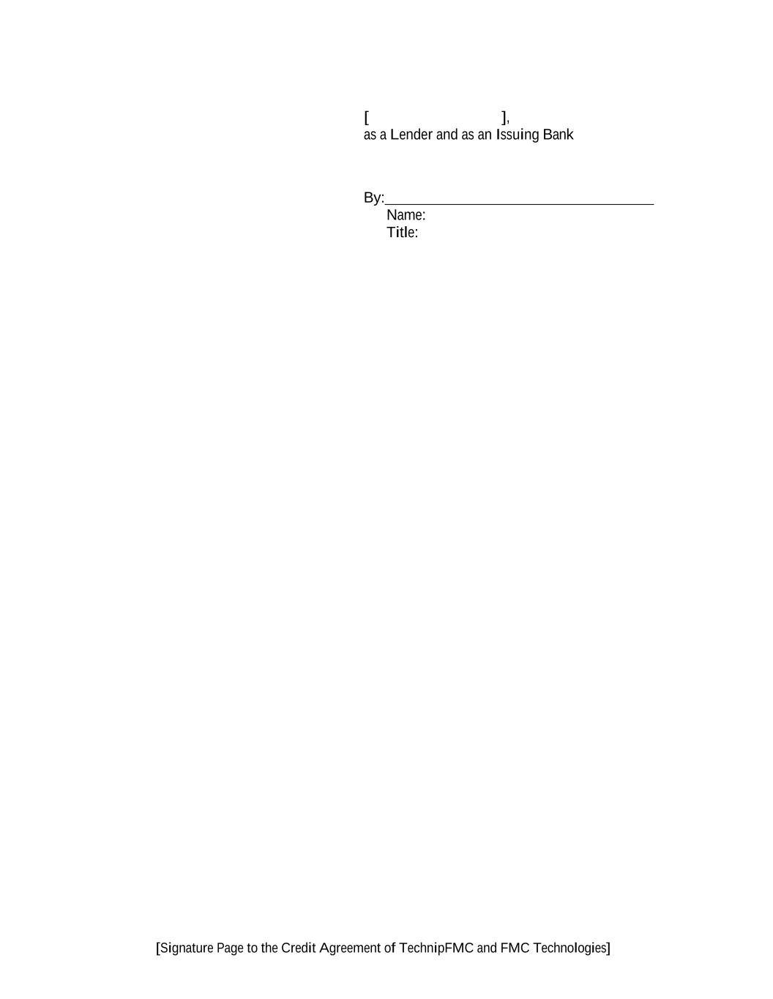 [ ],
as a Lender and as an Issuing Bank
By:__________________________________
Name:
Title:
[Signature Page to the Credit Agreement of TechnipFMC and FMC Technologies]